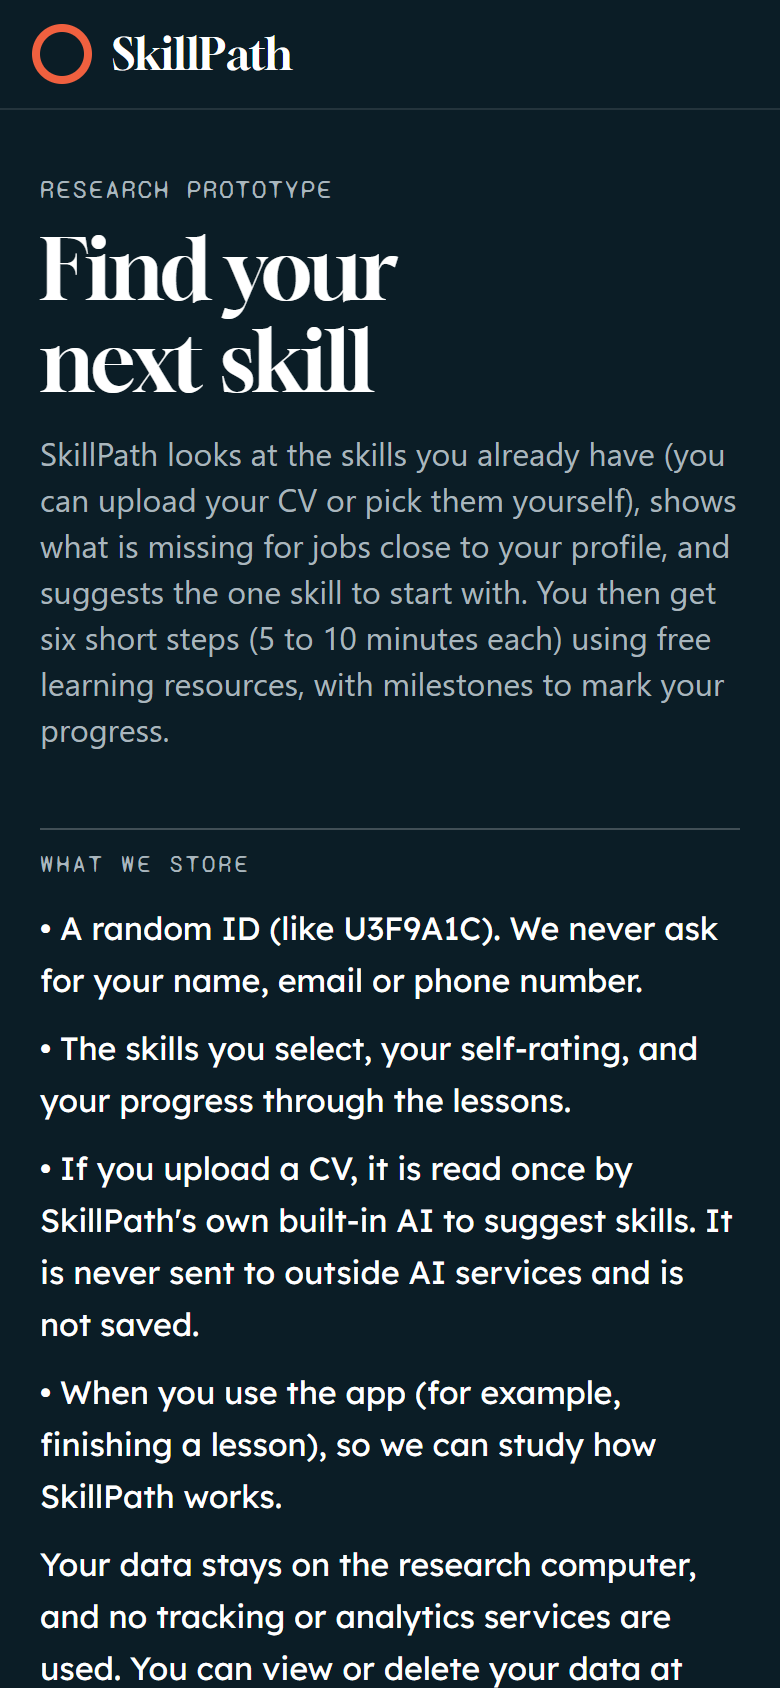 SkillPath
RESEARCH PROTOTYPE
Find your
next skill
SkillPath looks at the skills you already have (you
can upload your CV or pick them yourself), shows
what is missing for jobs close to your profile, and
suggests the one skill to start with. You then get
six short steps (5 to 10 minutes each) using free
learning resources, with milestones to mark your
progress.
WHAT WE STORE
• A random ID (like U3F9A1C). We never ask
for your name, email or phone number.
• The skills you select, your self-rating, and
your progress through the lessons.
• If you upload a CV, it is read once by
SkillPath's own built-in AI to suggest skills. It
is never sent to outside AI services and is
not saved.
• When you use the app (for example,
finishing a lesson), so we can study how
SkillPath works.
Your data stays on the research computer,
and no tracking or analytics services are
used. You can view or delete your data at